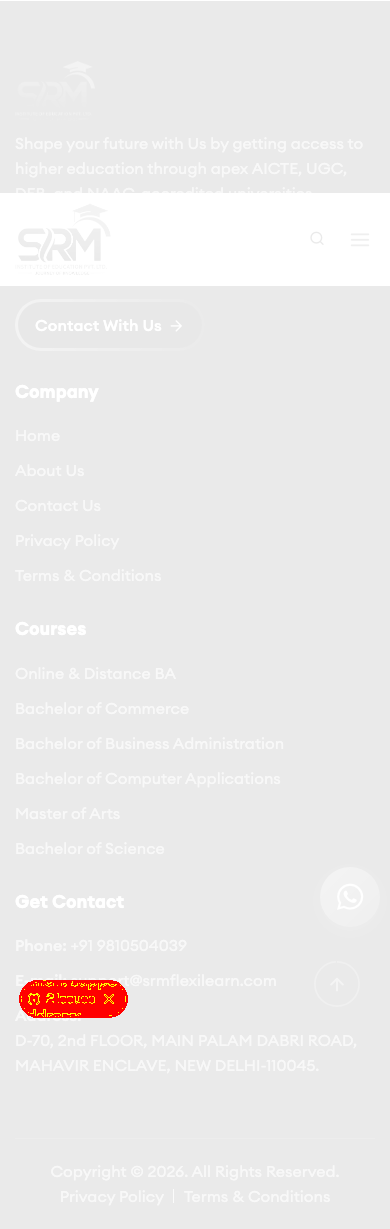 SRM
Shape your future with Us by getting access to
higher education through apex AICTE, UGC,
SRM
Contact With Us
Company
Home
About Us
Contact Us
Privacy Policy
Terms & Conditions
Courses
Online & Distance BA
Bachelor of Commerce
Bachelor of Business Administration
Bachelor of Computer Applications
Master of Arts
Bachelor of Science
Get Contact
Phone: +91 9810504039
D-70, 2nd FLOOR, MAIN PALAM DABRI ROAD,
MAHAVIR ENCLAVE, NEW DELHI-110045.
Copyright © 2026. All Rights Reserved.
Privacy Policy | Terms & Conditions